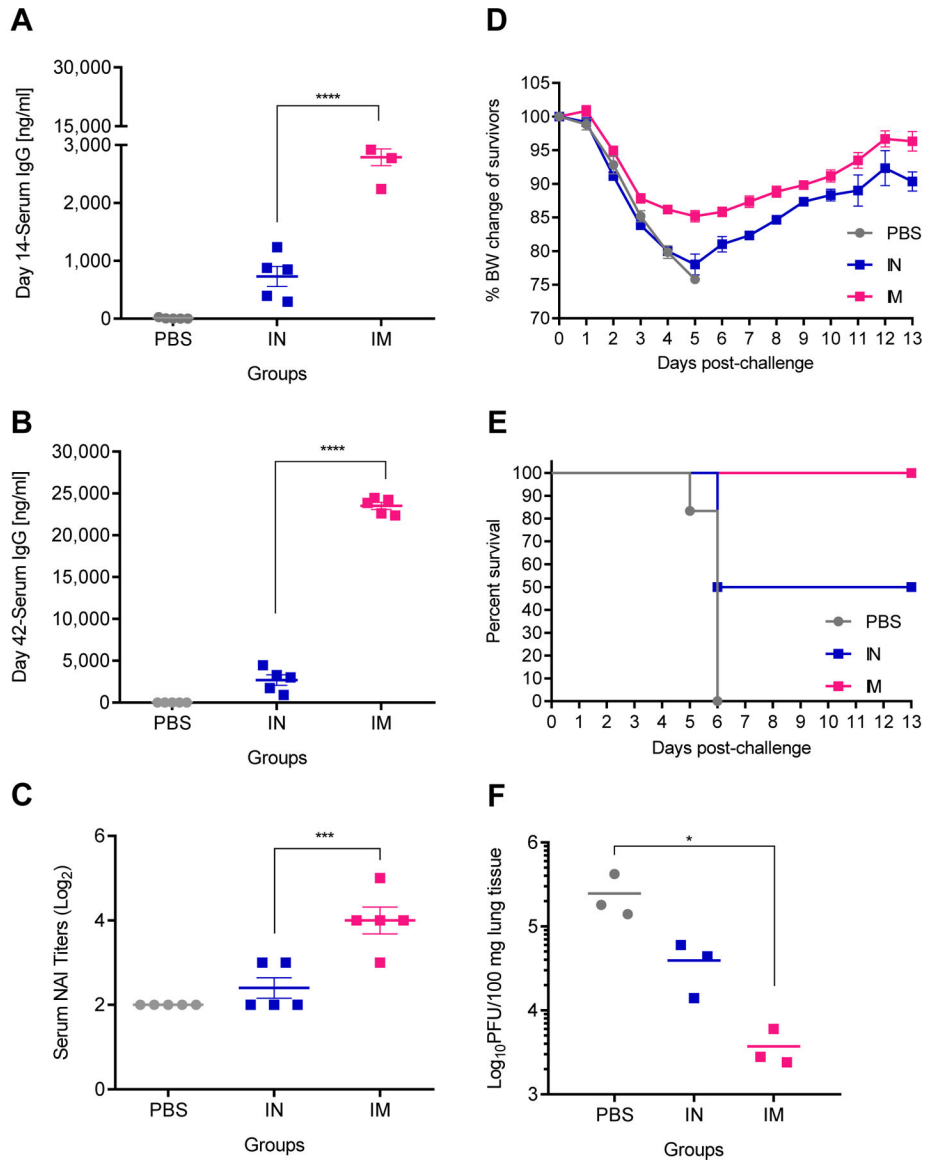 A
Day 14-Serum IgG [ng/ml]
30,000
15,000
3,000
2,000
1,000
0
****
PBS IN IM
Groups
B
Day 42-Serum IgG [ng/ml]
30,000
25,000
20,000
15,000
10,000
5,000
0
****
PBS IN IM
Groups
C
Serum NAI Titers (Log2)
6
4
2
0
***
PBS IN IM
Groups
D
% BW change of survivors
105
100
95
90
85
80
75
70
PBS
IN
IM
0 1 2 3 4 5 6 7 8 9 10 11 12 13
Days post-challenge
E
Percent survival
100
90
80
70
60
50
40
30
20
10
0
PBS
IN
IM
0 1 2 3 4 5 6 7 8 9 10 11 12 13
Days post-challenge
F
Log10PFU/100 mg lung tissue
6
5
4
3
*
PBS IN IM
Groups